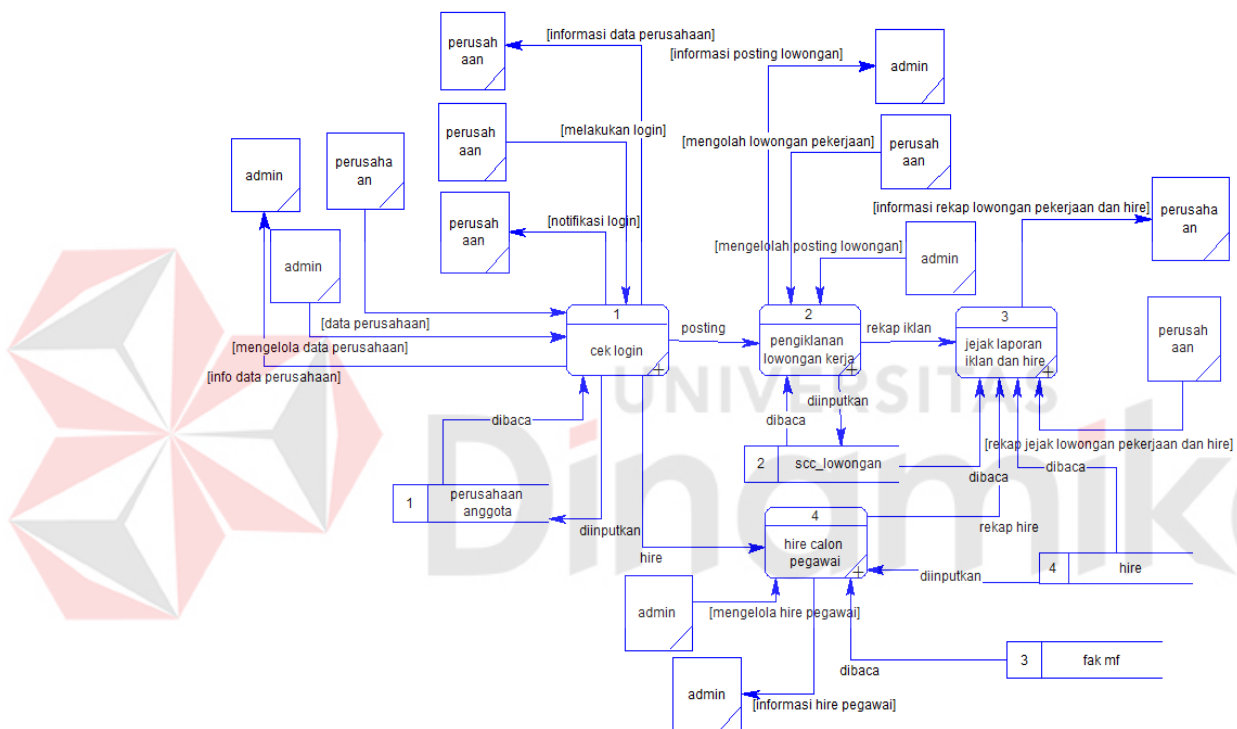 perusah
aan
[informasi data perusahaan]
[informasi posting lowongan]
admin
perusah
aan
[melakukan login]
[mengolah lowongan pekerjaan]
perusah
aan
admin
perusaha
an
[informasi rekap lowongan pekerjaan dan hire]
perusaha
an
perusah
aan
[notifikasi login]
[mengelolah posting lowongan]
admin
admin
1
cek login
posting
2
pengiklanan
lowongan kerja
rekap iklan
3
jejak laporan
iklan dan hire
perusah
aan
[data perusahaan]
[mengelola data perusahaan]
[info data perusahaan]
UNIVERSITAS
Dinamika
dibaca
dibaca
diinputkan
[rekap jejak lowongan pekerjaan dan hire]
2
scc_lowongan
dibaca
dibaca
1
perusahaan
anggota
diinputkan
hire
4
hire calon
pegawai
rekap hire
diinputkan
4
hire
admin
[mengelola hire pegawai]
3
fak mf
dibaca
admin
[informasi hire pegawai]